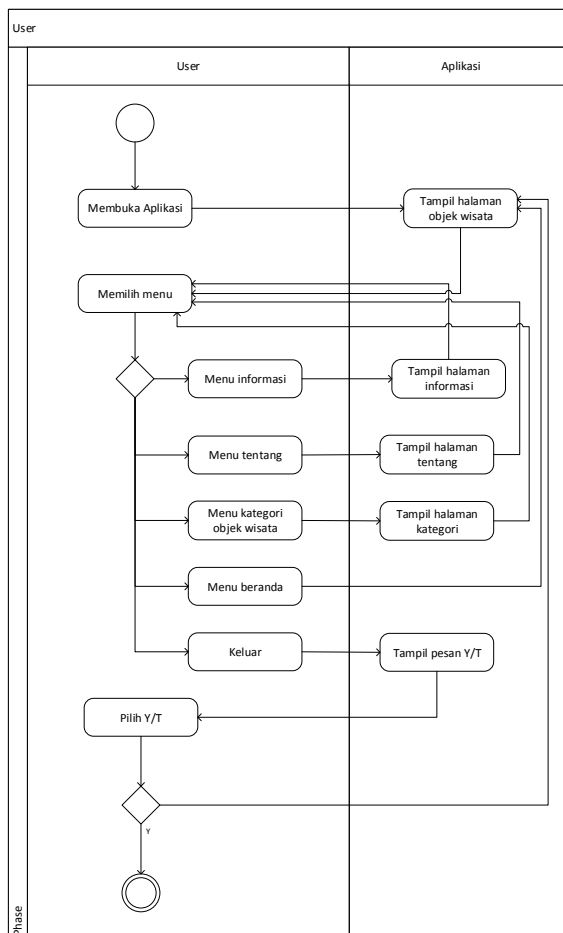 User
User
Aplikasi
Membuka Aplikasi
Tampil halaman
objek wisata
Memilih menu
Menu informasi
Tampil halaman
informasi
Menu tentang
Tampil halaman
tentang
Menu kategori
objek wisata
Tampil halaman
kategori
Menu beranda
Keluar
Tampil pesan Y/T
Pilih Y/T
Y
Phase